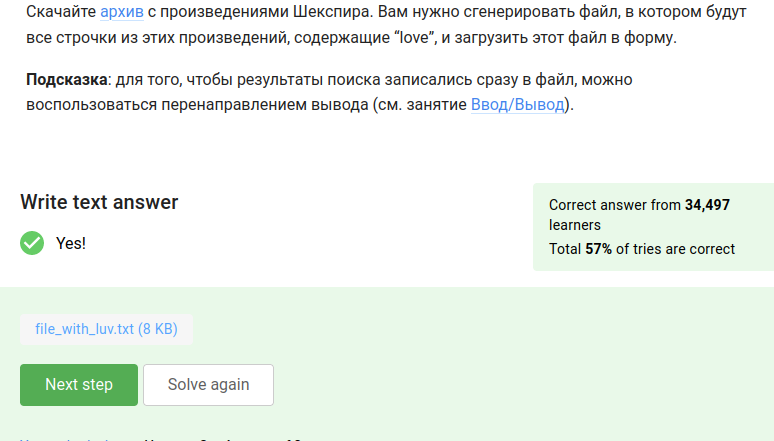 Скачайте архив с произведениями Шекспира. Вам нужно сгенерировать файл, в котором будут
все строчки из этих произведений, содержащие “love”, и загрузить этот файл в форму.
Подсказка: для того, чтобы результаты поиска записались сразу в файл, можно
воспользоваться перенаправлением вывода (см. занятие Ввод/Вывод).
Write text answer
Yes!
Correct answer from 34,497
learners
Total 57% of tries are correct
file_with_luv.txt (8 KB)
Next step
Solve again